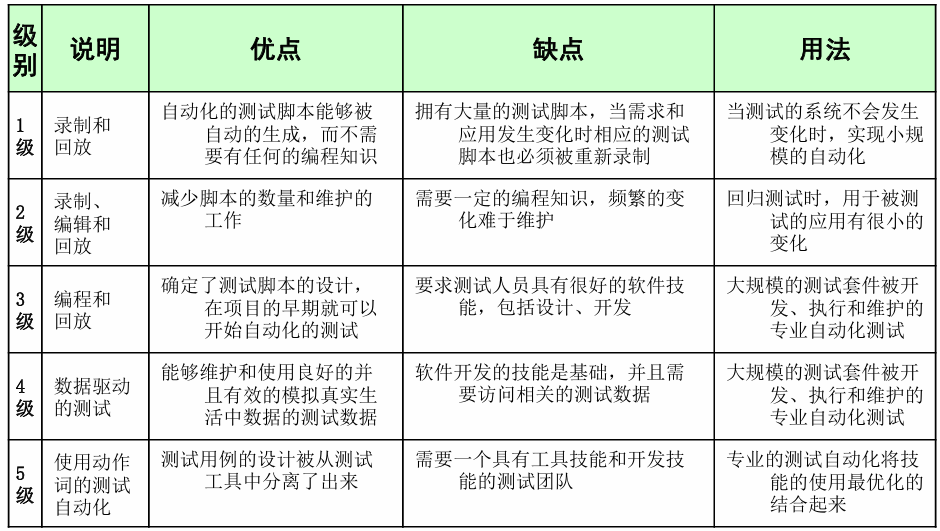 级别 说明 优点 缺点 用法
1级
录制和
回放
自动化的测试脚本能够被
自动的生成，而不需
要有任何的编程知识
拥有大量的测试脚本，当需求和
应用发生变化时相应的测试
脚本也必须被重新录制
当测试的系统不会发生
变化时，实现小规
模的自动化
2级
录制、
编辑和
回放
减少脚本的数量和维护的
工作
需要一定的编程知识，频繁的变
化难于维护
回归测试时，用于被测
试的应用有很小的
变化
3级
编程和
回放
确定了测试脚本的设计，
在项目的早期就可以
开始自动化的测试
要求测试人员具有很好的软件技
能，包括设计、开发
大规模的测试套件被开
发、执行和维护的
专业自动化测试
4级
数据驱动
的测试
能够维护和使用良好的并
且有效的模拟真实生
活中数据的测试数据
软件开发的技能是基础，并且需
要访问相关的测试数据
大规模的测试套件被开
发、执行和维护的
专业自动化测试
5级
使用动作
词的测试
自动化
测试用例的设计被从测试
工具中分离了出来
需要一个具有工具技能和开发技
能的测试团队
专业的测试自动化将技
能的使用最优化的
结合起来